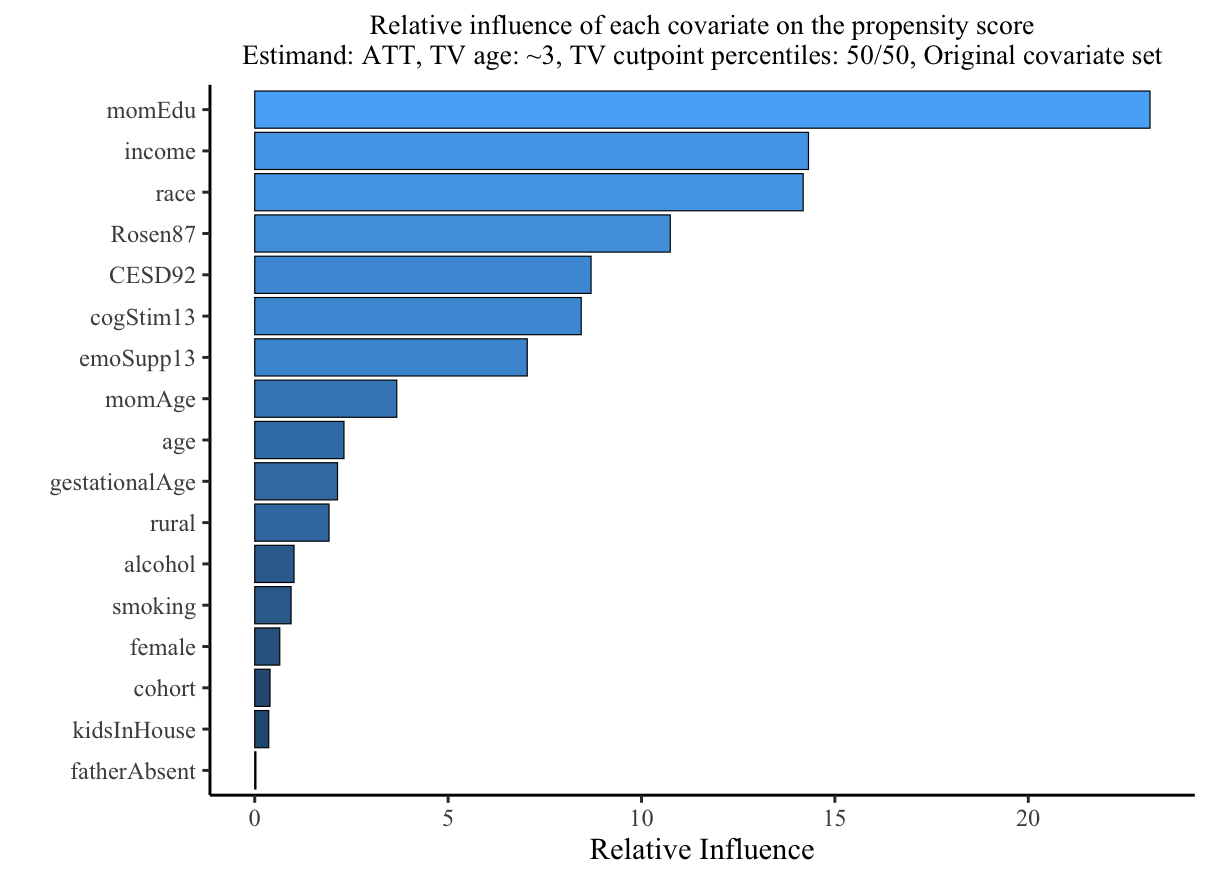 Relative influence of each covariate on the propensity score
Estimand: ATT, TV age: ~3, TV cutpoint percentiles: 50/50, Original covariate set
momEdu
income
race
Rosen87
CESD92
cogStim13
emoSupp13
momAge
age
gestationalAge
rural
alcohol
smoking
female
cohort
kidsInHouse
fatherAbsent
0 5 10 15 20
Relative Influence